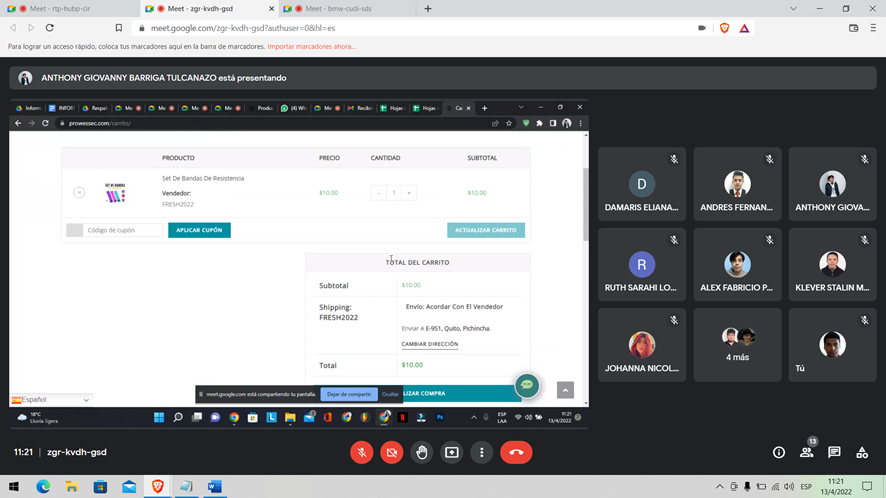 Meet - rtp-hubp-cir
Meet - zgr-kvdh-gsd
Meet - bmw-cudi-sds
meet.google.com/zgr-kvdh-gsd?authuser=0&hl=es
Para lograr un acceso rápido, coloca tus marcadores aquí en la barra de marcadores. Importar marcadores ahora...
ANTHONY GIOVANNY BARRIGA TULCANAZO está presentando
prowessec.com/carrito/
PRODUCTO PRECIO CANTIDAD SUBTOTAL
Set De Bandas De Resistencia
SET DE BANDAS
Vendedor:
FRESH2022
$10,00 - 1 + $10,00
Código de cupón APLICAR CUPÓN ACTUALIZAR CARRITO
TOTAL DEL CARRITO
Subtotal $10,00
Shipping: FRESH2022
Envío: Acordar Con El Vendedor
Enviar A E-951, Quito, Pichincha.
CAMBIAR DIRECCIÓN
Total $10.00
meet.google.com está compartiendo tu pantalla. Dejar de compartir Ocultar
LIZAR COMPRA
Español
18°C
Lluvia ligera
ESP
LAA
11:21
13/4/2022
D
DAMARIS ELIANA...
ANDRES FERNAN...
ANTHONY GIOVA...
R
RUTH SARAHI LO...
ALEX FABRICIO P...
KLEVER STALIN M...
JOHANNA NICOL...
4 más
Tú
11:21 zgr-kvdh-gsd
13
ESP
11:21
13/4/2022